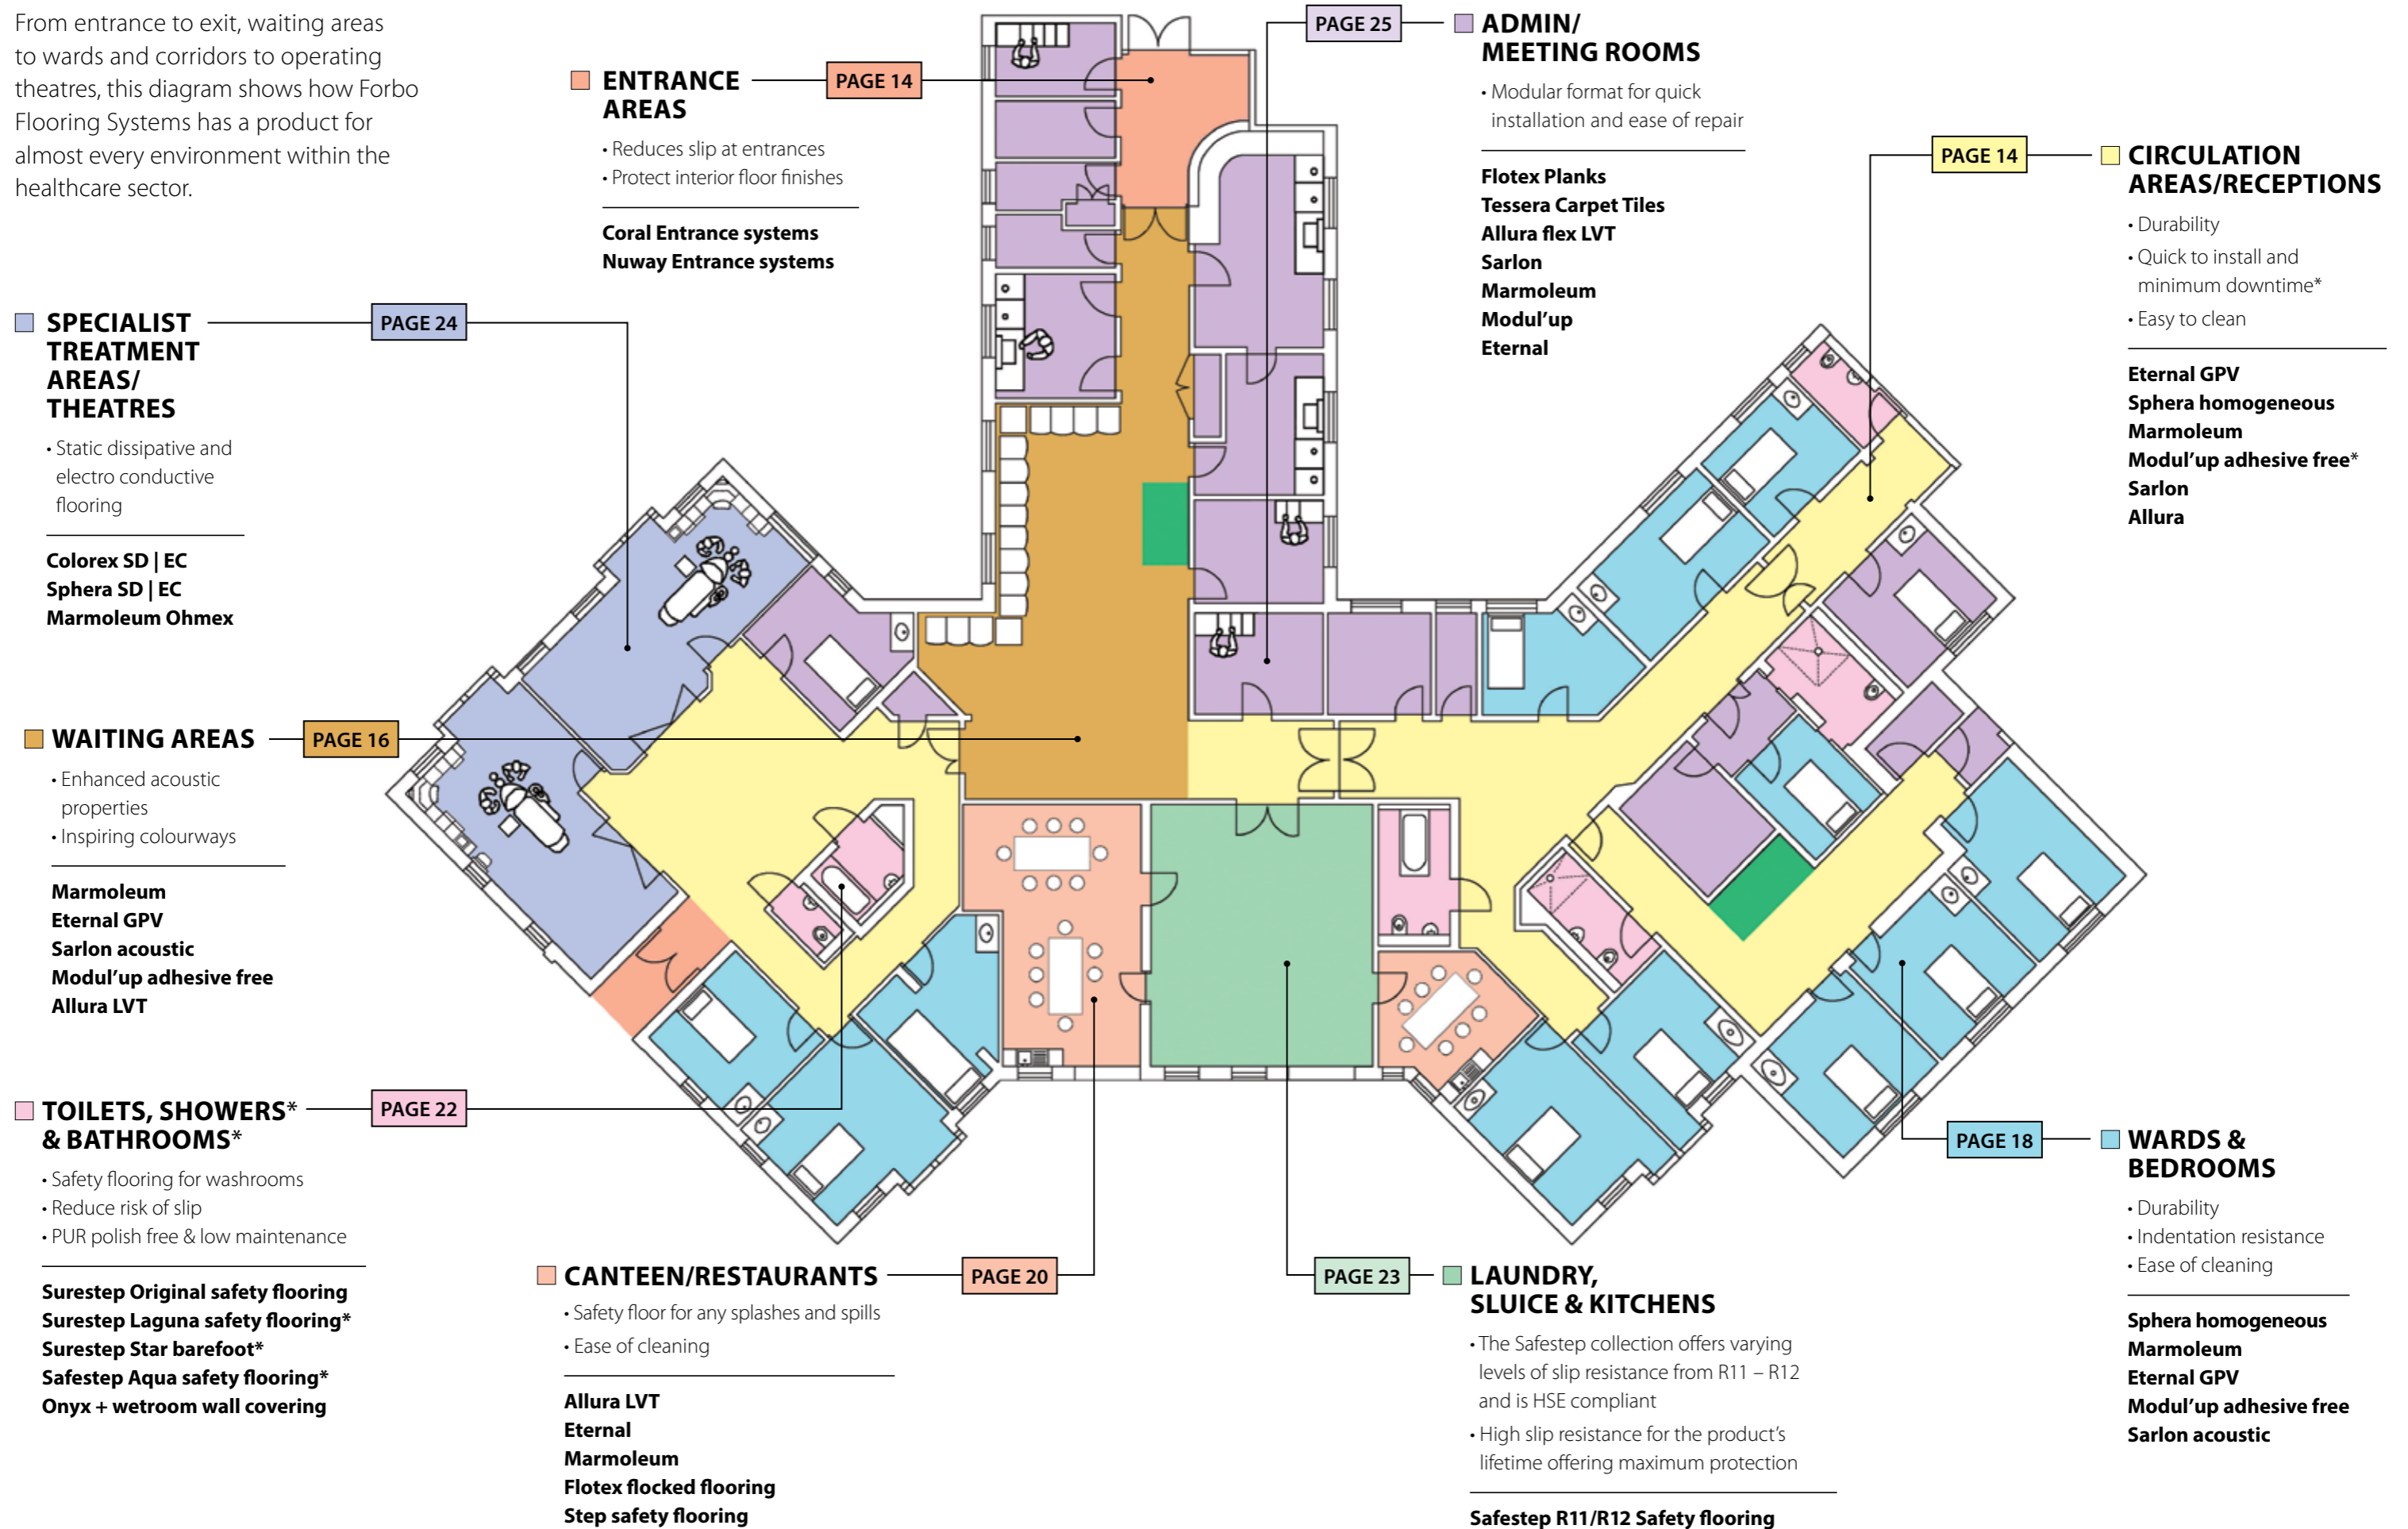 From entrance to exit, waiting areas
to wards and corridors to operating
theatres, this diagram shows how Forbo
Flooring Systems has a product for
almost every environment within the
healthcare sector.
ENTRANCE
AREAS
PAGE 14
• Reduces slip at entrances
• Protect interior floor finishes
Coral Entrance systems
Nuway Entrance systems
PAGE 25
ADMIN/
MEETING ROOMS
• Modular format for quick
installation and ease of repair
Flotex Planks
Tessera Carpet Tiles
Allura flex LVT
Sarlon
Marmoleum
Modul’up
Eternal
PAGE 14
CIRCULATION
AREAS/RECEPTIONS
• Durability
• Quick to install and
minimum downtime*
• Easy to clean
Eternal GPV
Sphera homogeneous
Marmoleum
Modul’up adhesive free*
Sarlon
Allura
SPECIALIST
TREATMENT
AREAS/
THEATRES
PAGE 24
• Static dissipative and
electro conductive
flooring
Colorex SD | EC
Sphera SD | EC
Marmoleum Ohmex
WAITING AREAS
PAGE 16
• Enhanced acoustic
properties
• Inspiring colourways
Marmoleum
Eternal GPV
Sarlon acoustic
Modul’up adhesive free
Allura LVT
TOILETS, SHOWERS*
& BATHROOMS*
PAGE 22
• Safety flooring for washrooms
• Reduce risk of slip
• PUR polish free & low maintenance
Surestep Original safety flooring
Surestep Laguna safety flooring*
Surestep Star barefoot*
Safestep Aqua safety flooring*
Onyx + wetroom wall covering
CANTEEN/RESTAURANTS
PAGE 20
• Safety floor for any splashes and spills
• Ease of cleaning
Allura LVT
Eternal
Marmoleum
Flotex flocked flooring
Step safety flooring
PAGE 23
LAUNDRY,
SLUICE & KITCHENS
• The Safestep collection offers varying
levels of slip resistance from R11 – R12
and is HSE compliant
• High slip resistance for the product’s
lifetime offering maximum protection
Safestep R11/R12 Safety flooring
PAGE 18
WARDS &
BEDROOMS
• Durability
• Indentation resistance
• Ease of cleaning
Sphera homogeneous
Marmoleum
Eternal GPV
Modul’up adhesive free
Sarlon acoustic